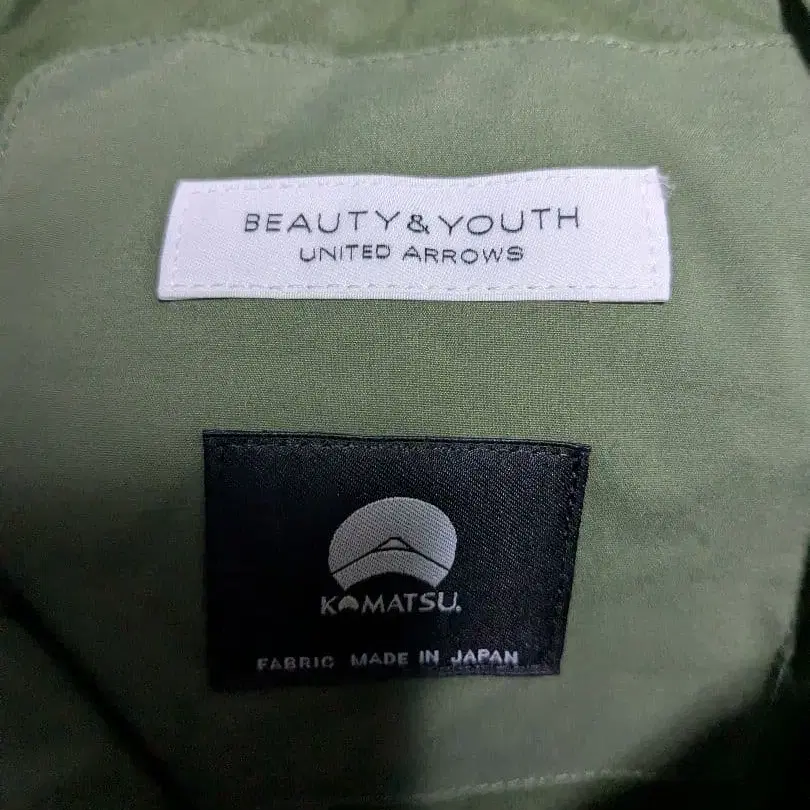 BEAUTY&YOUTH
UNITED ARROWS
KOMATSU.
FABRIC MADE IN JAPAN